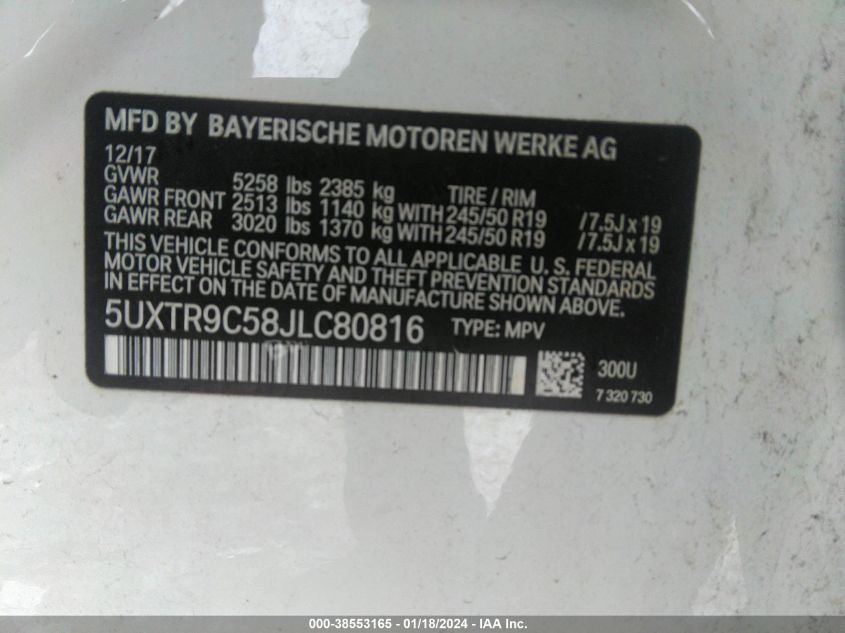 MFD BY BAYERISCHE MOTOREN WERKE AG
12/17
GVWR 5258 lbs 2385 kg TIRE / RIM
GAWR FRONT 2513 lbs 1140 kg WITH 245/50 R19 /7.5J x 19
GAWR REAR 3020 lbs 1370 kg WITH 245/50 R19 /7.5J x 19
THIS VEHICLE CONFORMS TO ALL APPLICABLE U. S. FEDERAL
MOTOR VEHICLE SAFETY AND THEFT PREVENTION STANDARDS
IN EFFECT ON THE DATE OF MANUFACTURE SHOWN ABOVE.
5UXTR9C58JLC80816 TYPE: MPV
300U
7 320 730
000-38553165 - 01/18/2024 - IAA Inc.